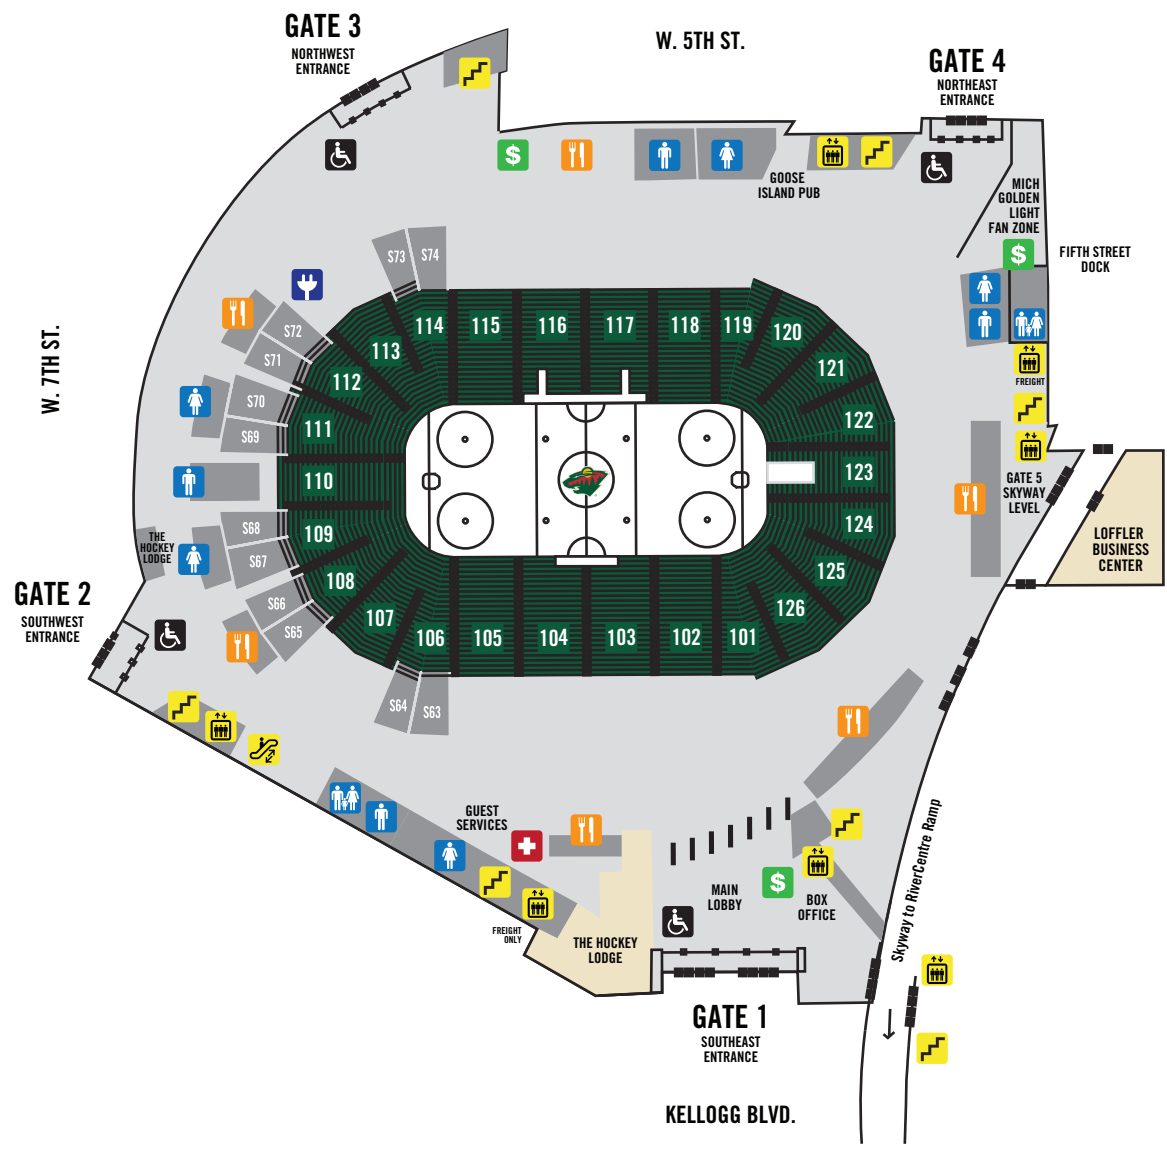 GATE 3
NORTHWEST
ENTRANCE
W. 5TH ST.
GATE 4
NORTHEAST
ENTRANCE
$
GOOSE
ISLAND PUB
MICH
GOLDEN
LIGHT
FAN ZONE
$
FIFTH STREET
DOCK
FREIGHT
W. 7TH ST.
S73
S74
S72
S71
S70
S69
S68
S67
S66
S65
S64
S63
114
115
116
117
118
119
120
113
121
112
122
111
110
123
109
124
108
125
107
126
106
105
104
103
102
101
GATE 5
SKYWAY
LEVEL
LOFFLER
BUSINESS
CENTER
THE
HOCKEY
LODGE
GATE 2
SOUTHWEST
ENTRANCE
GUEST
SERVICES
FREIGHT
ONLY
THE HOCKEY
LODGE
MAIN
LOBBY
$
BOX
OFFICE
Skyway to RiverCentre Ramp
GATE 1
SOUTHEAST
ENTRANCE
KELLOGG BLVD.